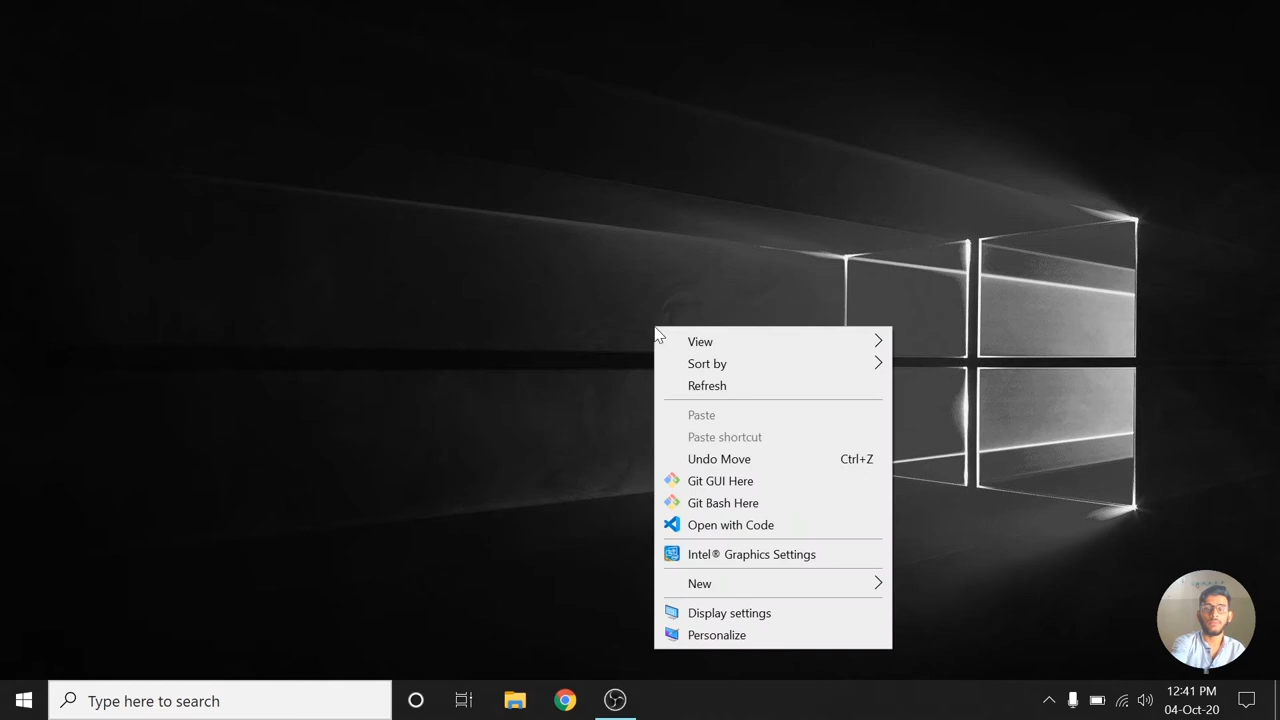 View
Sort by
Refresh
Paste
Paste shortcut
Undo Move Ctrl+Z
Git GUI Here
Git Bash Here
Open with Code
Intel® Graphics Settings
New
Display settings
Personalize
Type here to search
12:41 PM
04-Oct-20